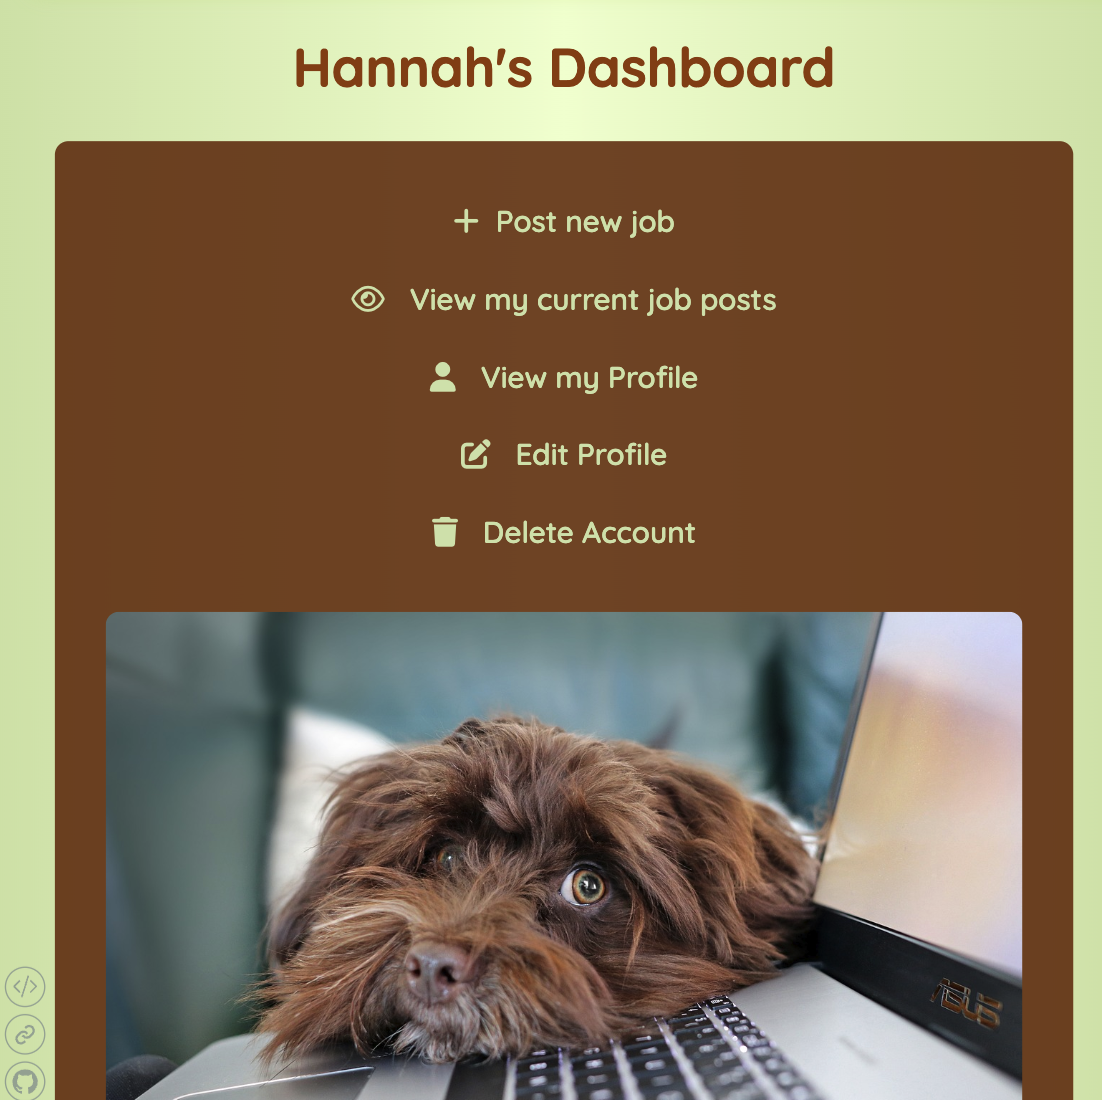 Hannah's Dashboard
Post new job
View my current job posts
View my Profile
Edit Profile
Delete Account
ASUS